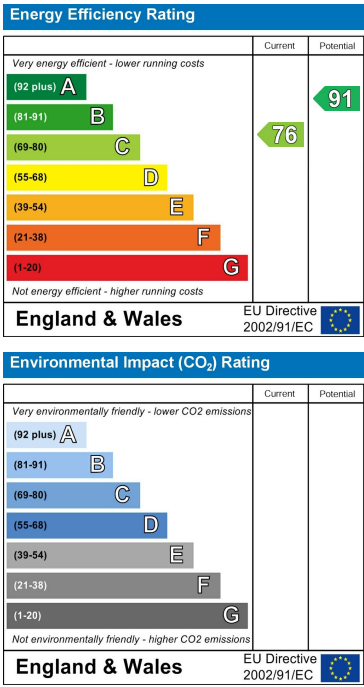 Energy Efficiency Rating
Current Potential
Very energy efficient - lower running costs
(92 plus) A
(81-91) B
(69-80) C
(55-68) D
(39-54) E
(21-38) F
(1-20) G
76
91
Not energy efficient - higher running costs
England & Wales
EU Directive
2002/91/EC
Environmental Impact (CO₂) Rating
Current Potential
Very environmentally friendly - lower CO2 emissions
(92 plus) A
(81-91) B
(69-80) C
(55-68) D
(39-54) E
(21-38) F
(1-20) G
Not environmentally friendly - higher CO2 emissions
England & Wales
EU Directive
2002/91/EC